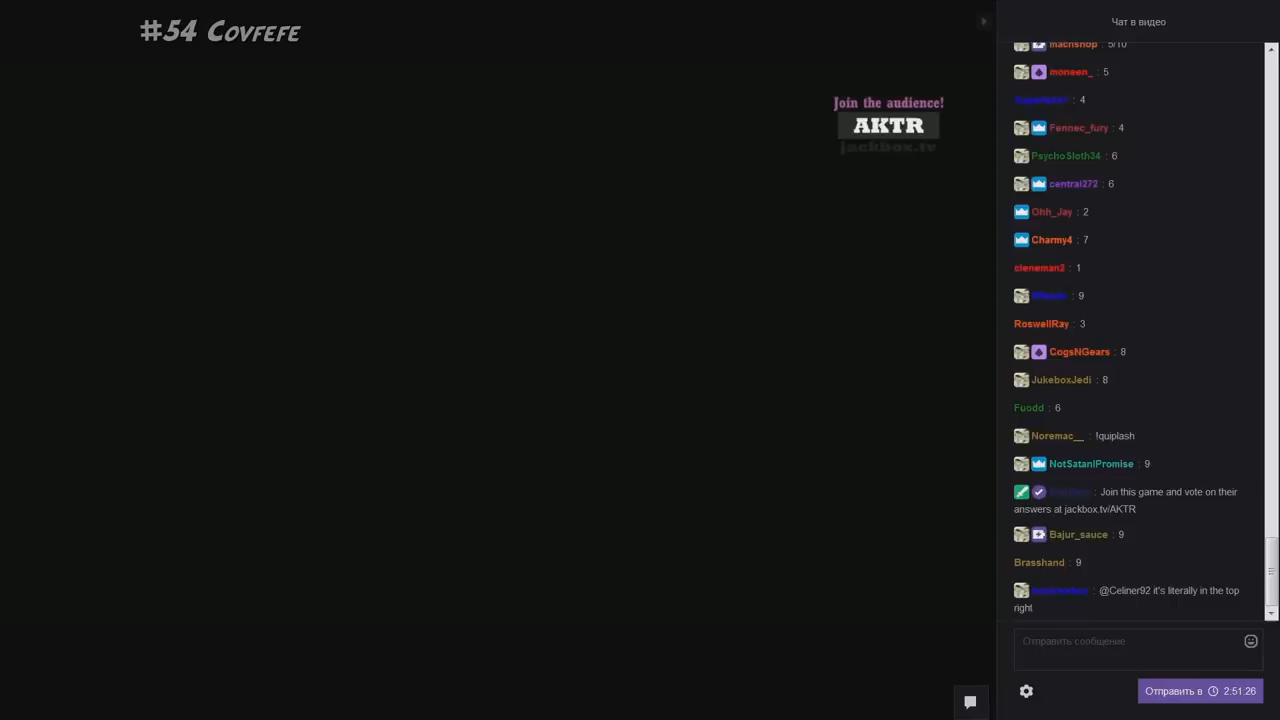 #54 Covfefe
Join the audience!
AKTR
jackbox.tv
Чат в видео
machshop : 5/10
moneen_ : 5
: 4
Fennec_fury : 4
PsychoSloth34 : 6
central272 : 6
Ohh_Jay : 2
Charmy4 : 7
cleneman2 : 1
: 9
RoswellRay : 3
CogsNGears : 8
JukeboxJedi : 8
Fuodd : 6
Noremac__ : !quiplash
NotSatanIPromise : 9
: Join this game and vote on their
answers at jackbox.tv/AKTR
Bajur_sauce : 9
Brasshand : 9
: @Celiner92 it's literally in the top
right
Отправить сообщение
Отправить в 2:51:26